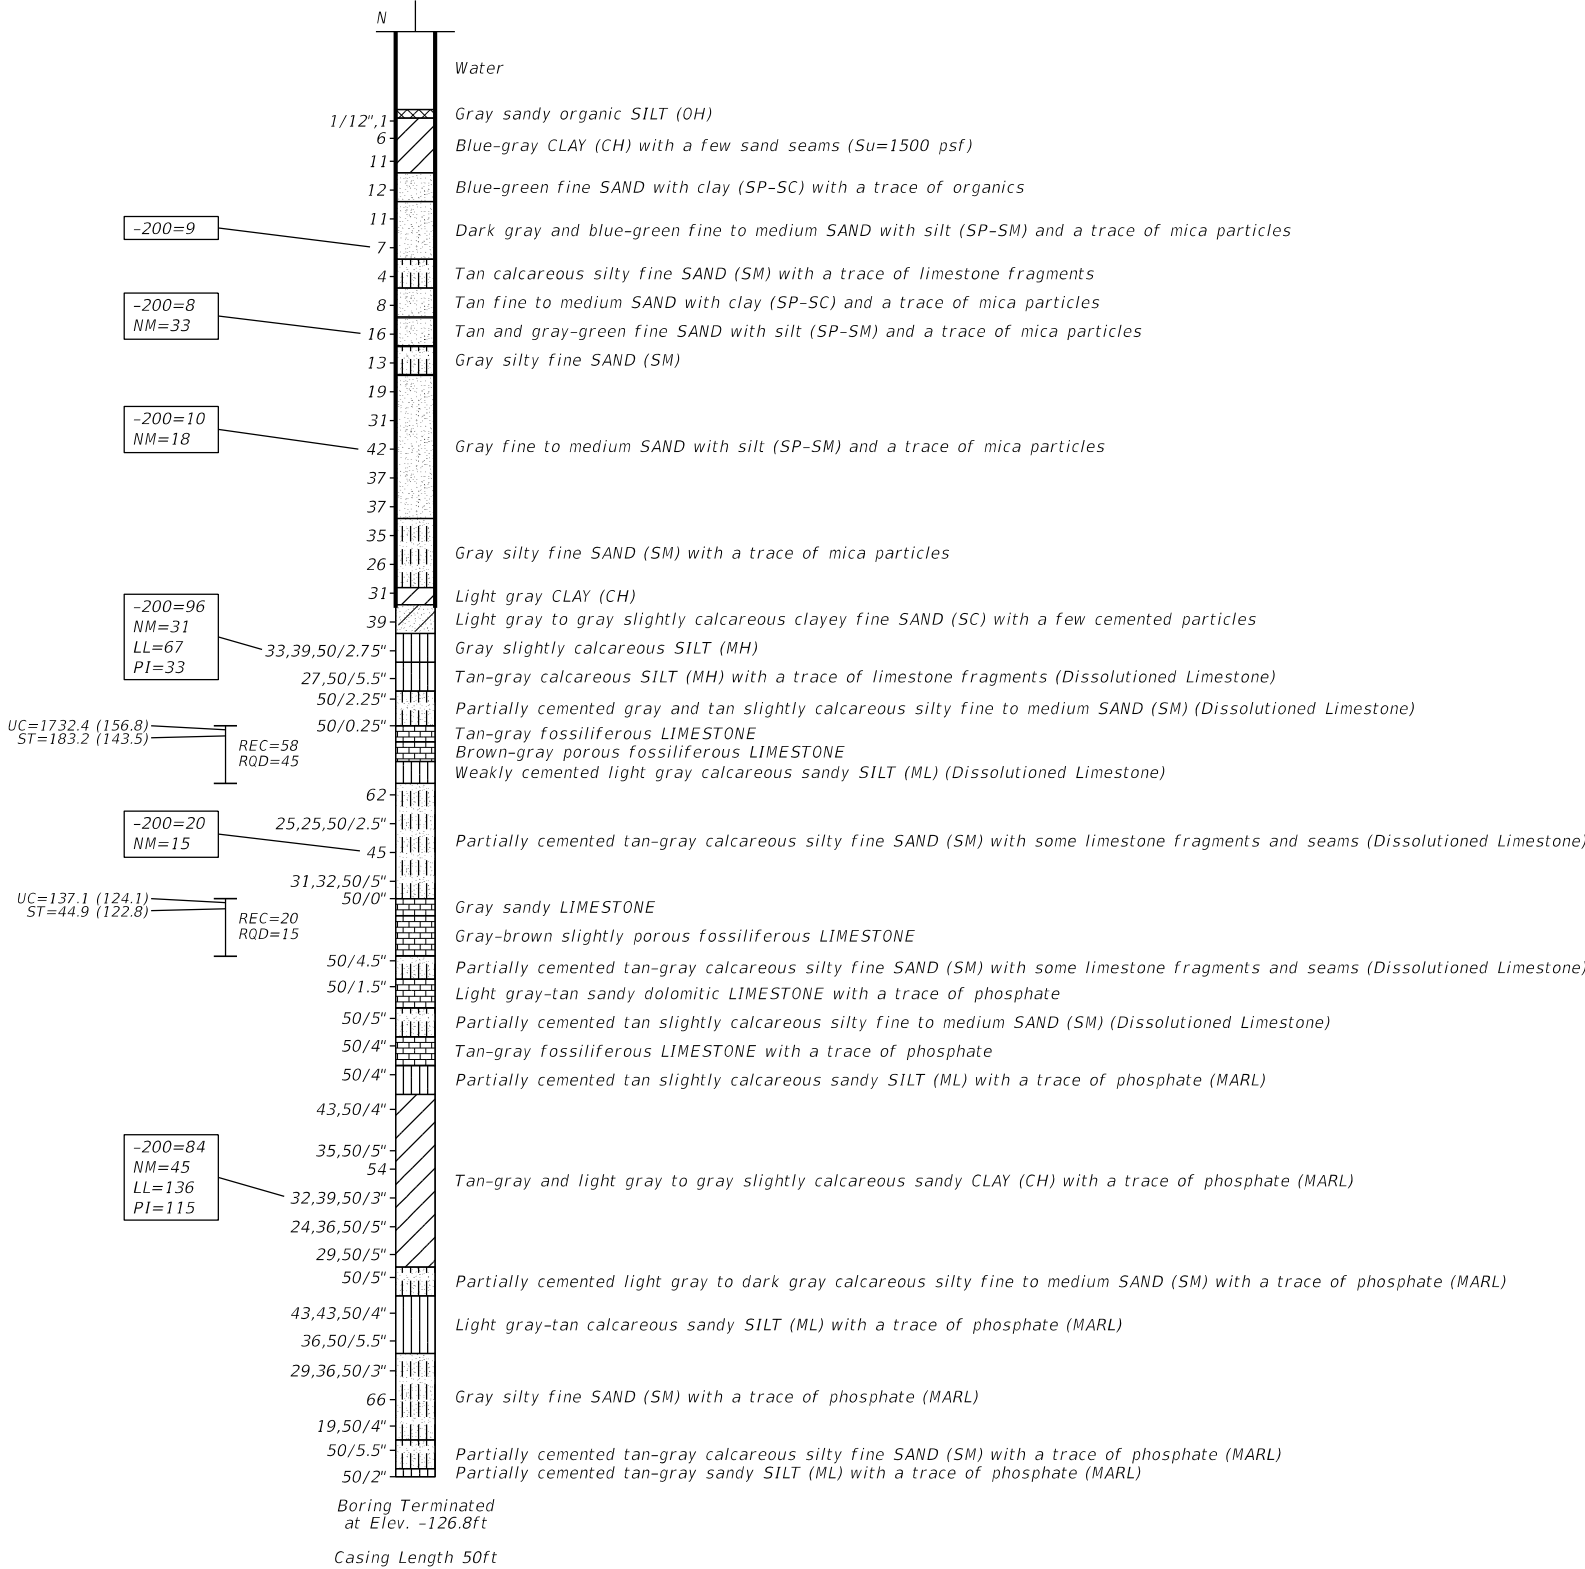 N
Water
Gray sandy organic SILT (OH)
1/12",1
6
Blue-gray CLAY (CH) with a few sand seams (Su=1500 psf)
11
12
Blue-green fine SAND with clay (SP-SC) with a trace of organics
11
-200=9
Dark gray and blue-green fine to medium SAND with silt (SP-SM) and a trace of mica particles
7
4
Tan calcareous silty fine SAND (SM) with a trace of limestone fragments
-200=8
NM=33
8
Tan fine to medium SAND with clay (SP-SC) and a trace of mica particles
16
Tan and gray-green fine SAND with silt (SP-SM) and a trace of mica particles
13
Gray silty fine SAND (SM)
19
-200=10
NM=18
31
42
Gray fine to medium SAND with silt (SP-SM) and a trace of mica particles
37
37
35
Gray silty fine SAND (SM) with a trace of mica particles
26
31
Light gray CLAY (CH)
-200=96
NM=31
LL=67
PI=33
39
Light gray to gray slightly calcareous clayey fine SAND (SC) with a few cemented particles
33,39,50/2.75"
Gray slightly calcareous SILT (MH)
27,50/5.5"
Tan-gray calcareous SILT (MH) with a trace of limestone fragments (Dissolutioned Limestone)
50/2.25"
Partially cemented gray and tan slightly calcareous silty fine to medium SAND (SM) (Dissolutioned Limestone)
UC=1732.4 (156.8)
ST=183.2 (143.5)
50/0.25"
REC=58
RQD=45
Tan-gray fossiliferous LIMESTONE
Brown-gray porous fossiliferous LIMESTONE
Weakly cemented light gray calcareous sandy SILT (ML) (Dissolutioned Limestone)
62
-200=20
NM=15
25,25,50/2.5"
Partially cemented tan-gray calcareous silty fine SAND (SM) with some limestone fragments and seams (Dissolutioned Limestone)
45
31,32,50/5"
UC=137.1 (124.1)
ST=44.9 (122.8)
50/0"
REC=20
RQD=15
Gray sandy LIMESTONE
Gray-brown slightly porous fossiliferous LIMESTONE
50/4.5"
Partially cemented tan-gray calcareous silty fine SAND (SM) with some limestone fragments and seams (Dissolutioned Limestone)
50/1.5"
Light gray-tan sandy dolomitic LIMESTONE with a trace of phosphate
50/5"
Partially cemented tan slightly calcareous silty fine to medium SAND (SM) (Dissolutioned Limestone)
50/4"
Tan-gray fossiliferous LIMESTONE with a trace of phosphate
50/4"
Partially cemented tan slightly calcareous sandy SILT (ML) with a trace of phosphate (MARL)
43,50/4"
-200=84
NM=45
LL=136
PI=115
35,50/5"
54
Tan-gray and light gray to gray slightly calcareous sandy CLAY (CH) with a trace of phosphate (MARL)
32,39,50/3"
24,36,50/5"
29,50/5"
50/5"
Partially cemented light gray to dark gray calcareous silty fine to medium SAND (SM) with a trace of phosphate (MARL)
43,43,50/4"
Light gray-tan calcareous sandy SILT (ML) with a trace of phosphate (MARL)
36,50/5.5"
29,36,50/3"
66
Gray silty fine SAND (SM) with a trace of phosphate (MARL)
19,50/4"
50/5.5"
Partially cemented tan-gray calcareous silty fine SAND (SM) with a trace of phosphate (MARL)
50/2"
Partially cemented tan-gray sandy SILT (ML) with a trace of phosphate (MARL)
Boring Terminated
at Elev. -126.8ft
Casing Length 50ft